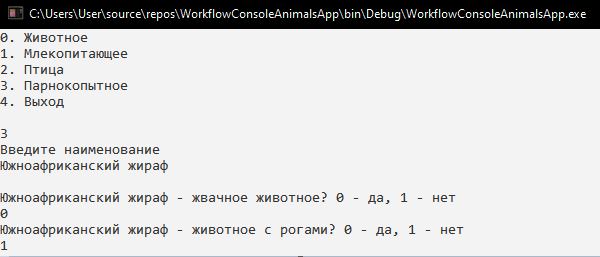 C:\Users\User\source\repos\WorkflowConsoleAnimalsApp\bin\Debug\WorkflowConsoleAnimalsApp.exe
0. Животное
1. Млекопитающее
2. Птица
3. Парнокопытное
4. Выход
3
Введите наименование
Южноафриканский жираф
Южноафриканский жираф - жвачное животное? 0 - да, 1 - нет
0
Южноафриканский жираф - животное с рогами? 0 - да, 1 - нет
1